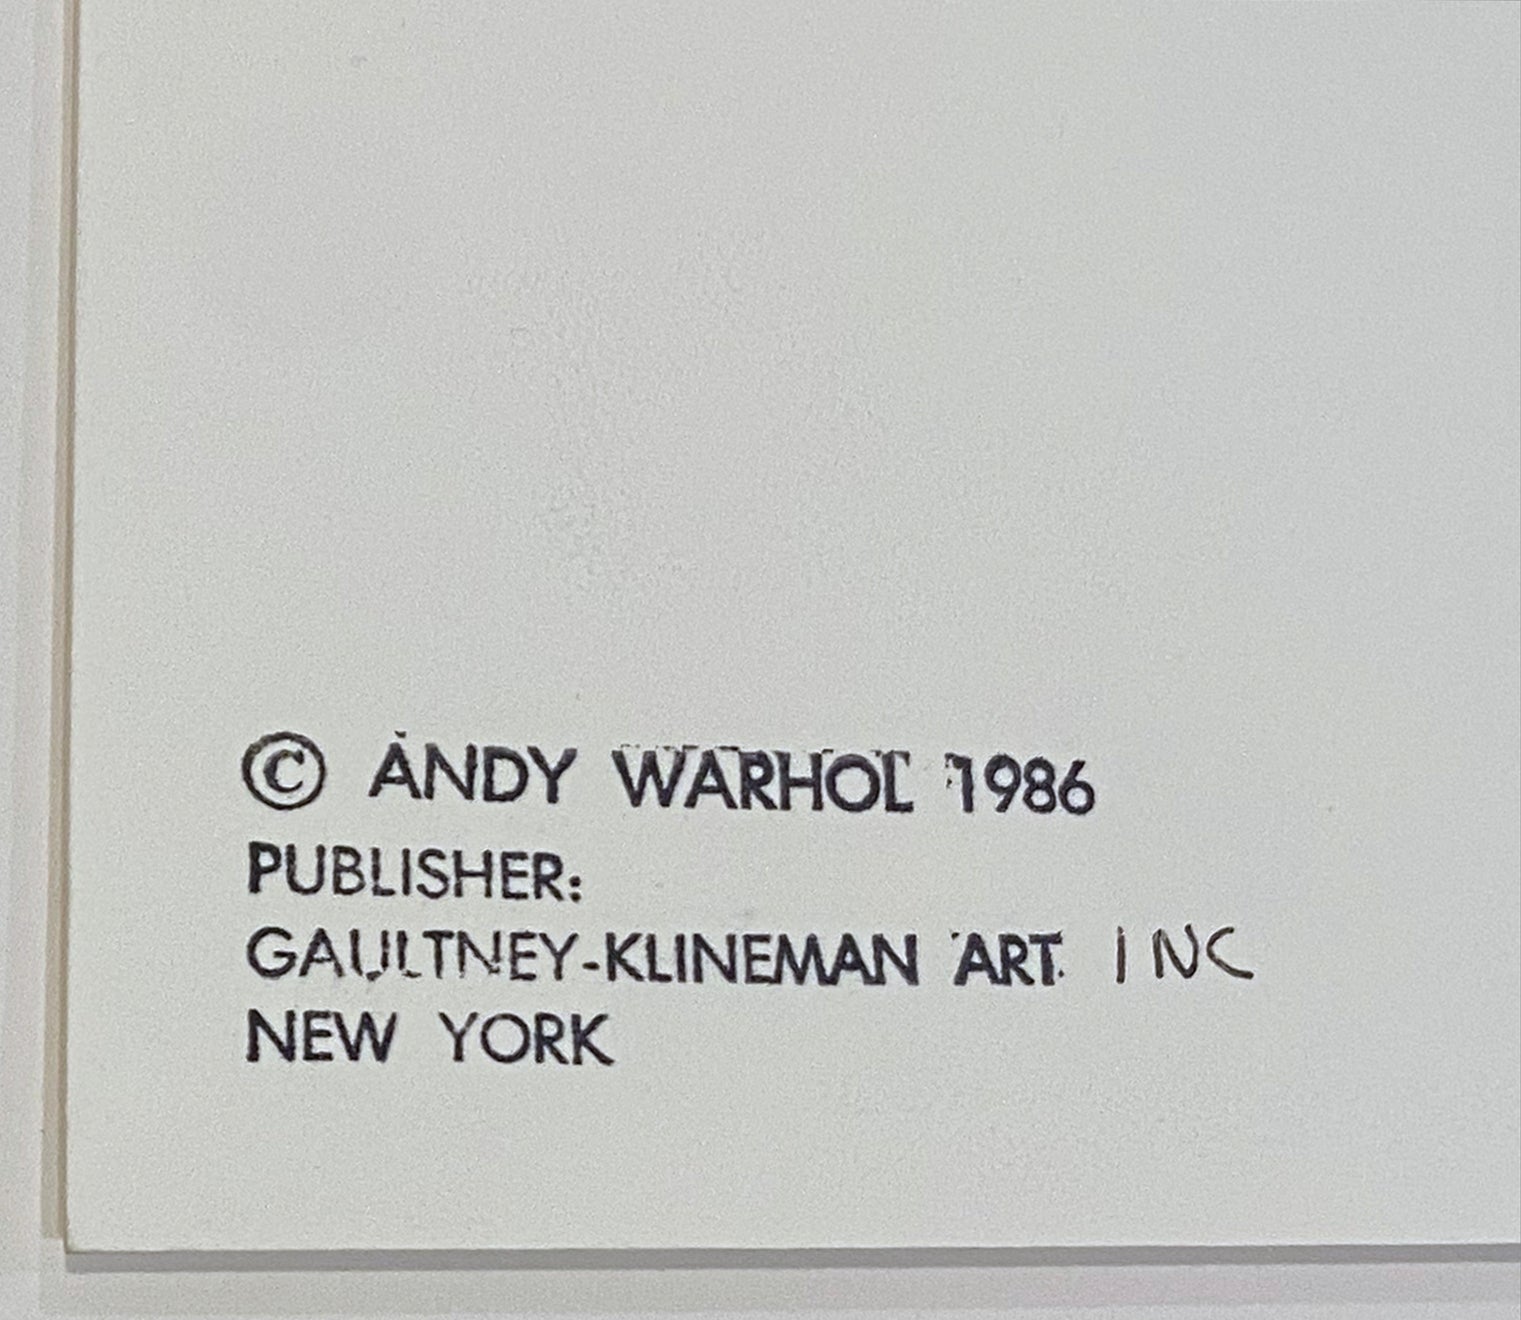 © ANDY WARHOL 1986
PUBLISHER:
GAULTNEY-KLINEMAN ART INC
NEW YORK